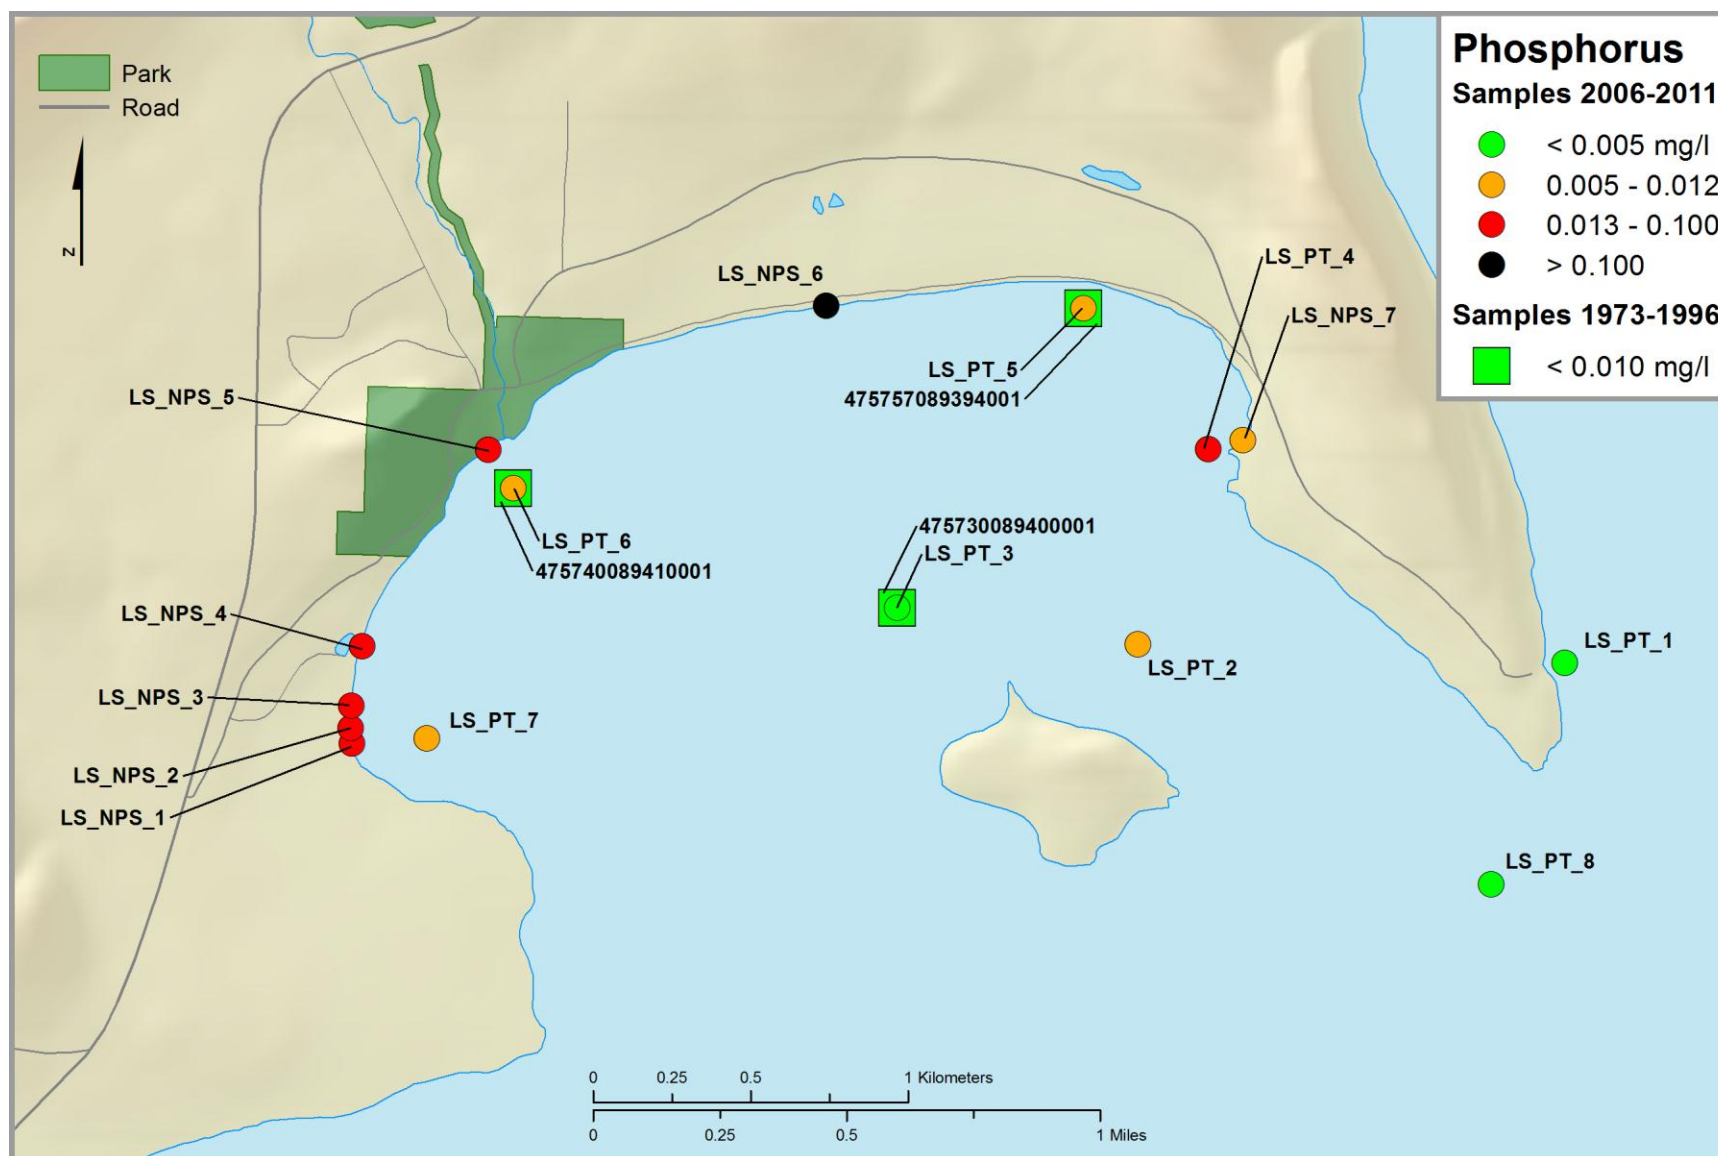 Park
Road
N
Phosphorus
Samples 2006-2011
< 0.005 mg/l
0.005 - 0.012
0.013 - 0.100
> 0.100
Samples 1973-1996
< 0.010 mg/l
LS_NPS_6
LS_PT_4
LS_NPS_7
LS_PT_5
475757089394001
LS_NPS_5
LS_PT_6
475740089410001
475730089400001
LS_PT_3
LS_NPS_4
LS_PT_1
LS_PT_2
LS_NPS_3
LS_PT_7
LS_NPS_2
LS_NPS_1
LS_PT_8
0 0.25 0.5 1 Kilometers
0 0.25 0.5 1 Miles